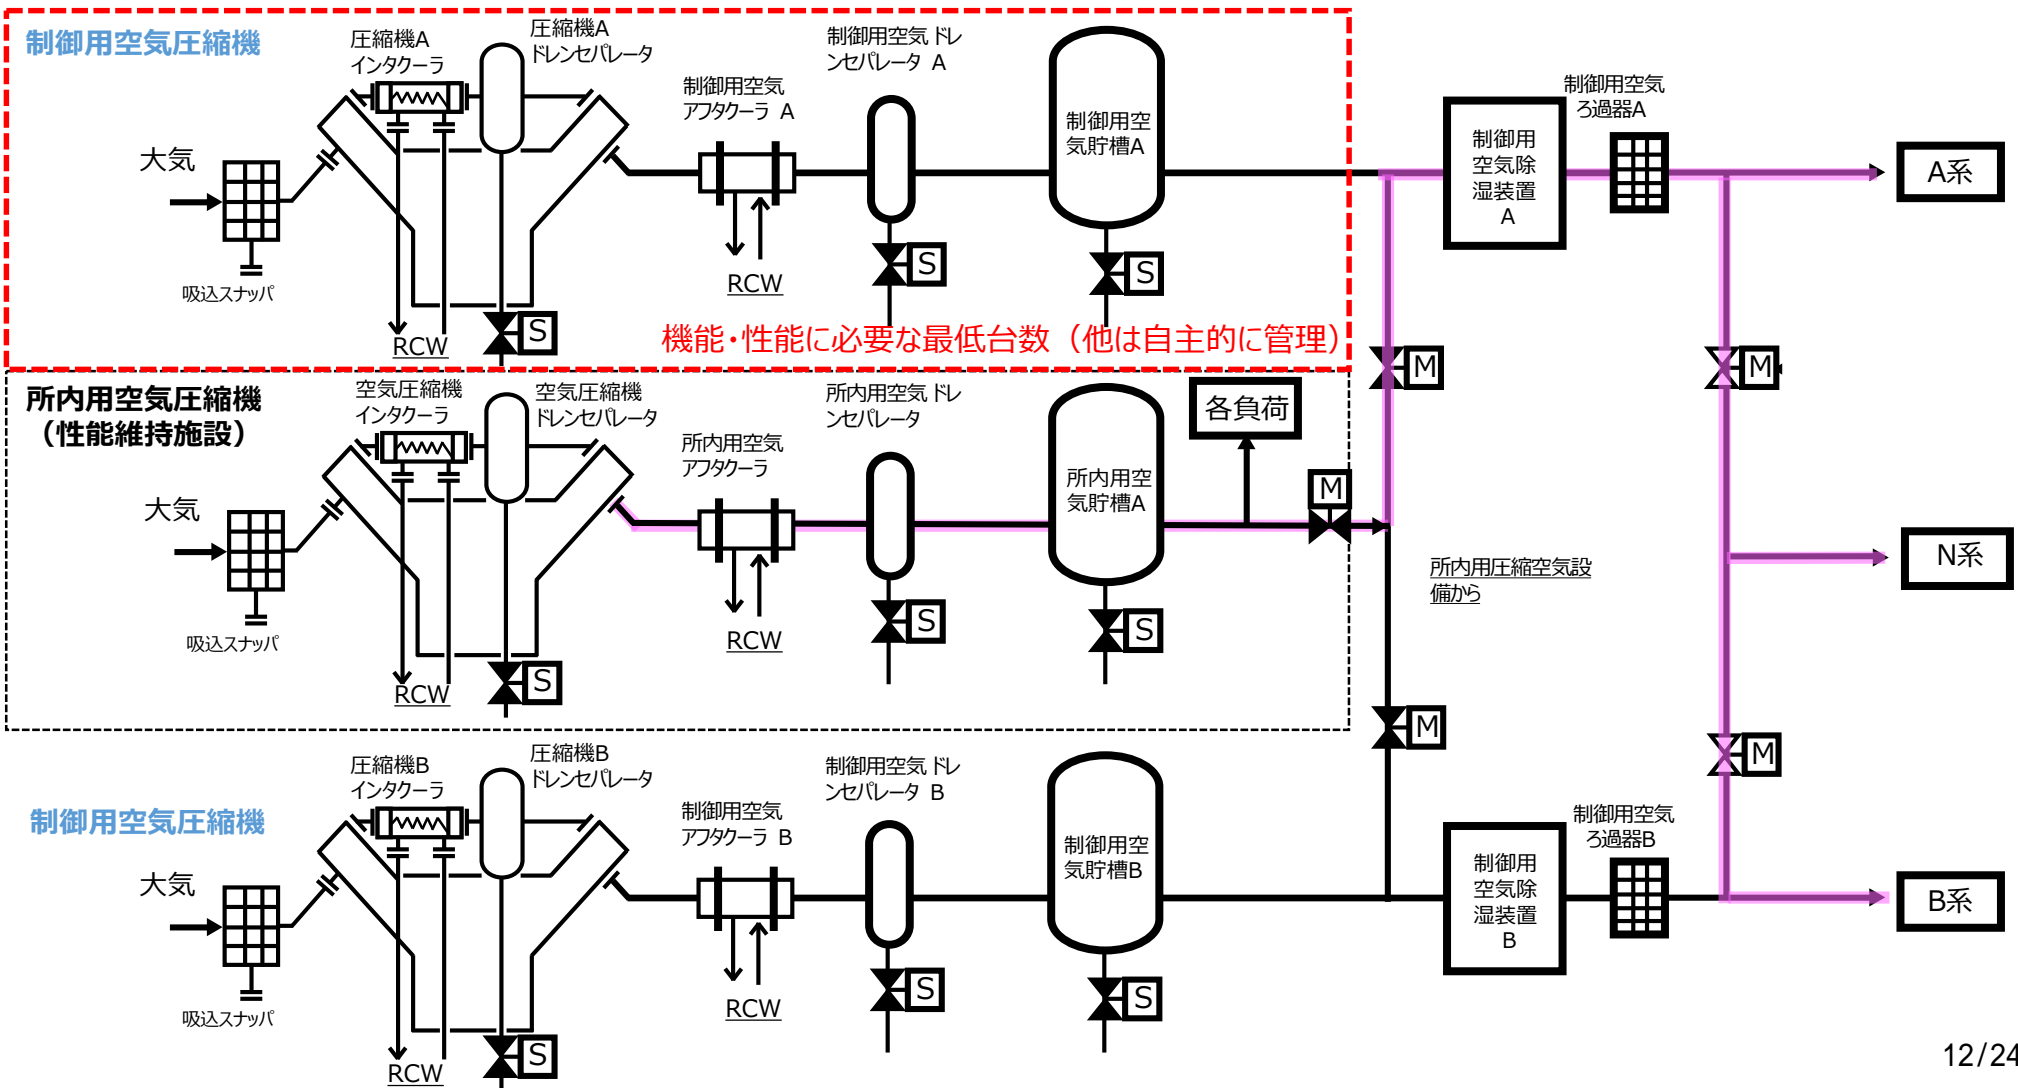 制御用空気圧縮機
圧縮機A
インタクーラ
圧縮機A
ドレンセパレータ
制御用空気
アフタクーラ A
制御用空気ドレ
ンセパレータ A
制御用空
気貯槽A
制御用空気
ろ過器A
制御用
空気除
湿装置
A
A系
大気
吸込スナッパ
RCW
S
RCW
S
S
機能・性能に必要な最低台数（他は自主的に管理）
M
M
所内用空気圧縮機
（性能維持施設）
空気圧縮機
インタクーラ
空気圧縮機
ドレンセパレータ
所内用空気
アフタクーラ
所内用空気ドレ
ンセパレータ
所内用空
気貯槽A
各負荷
M
大気
吸込スナッパ
RCW
S
RCW
S
S
所内用圧縮空気設
備から
N系
M
M
制御用空気圧縮機
圧縮機B
インタクーラ
圧縮機B
ドレンセパレータ
制御用空気
アフタクーラ B
制御用空気ドレ
ンセパレータ B
制御用空
気貯槽B
制御用空気
ろ過器B
制御用
空気除
湿装置
B
B系
大気
吸込スナッパ
RCW
S
RCW
S
S
12/24